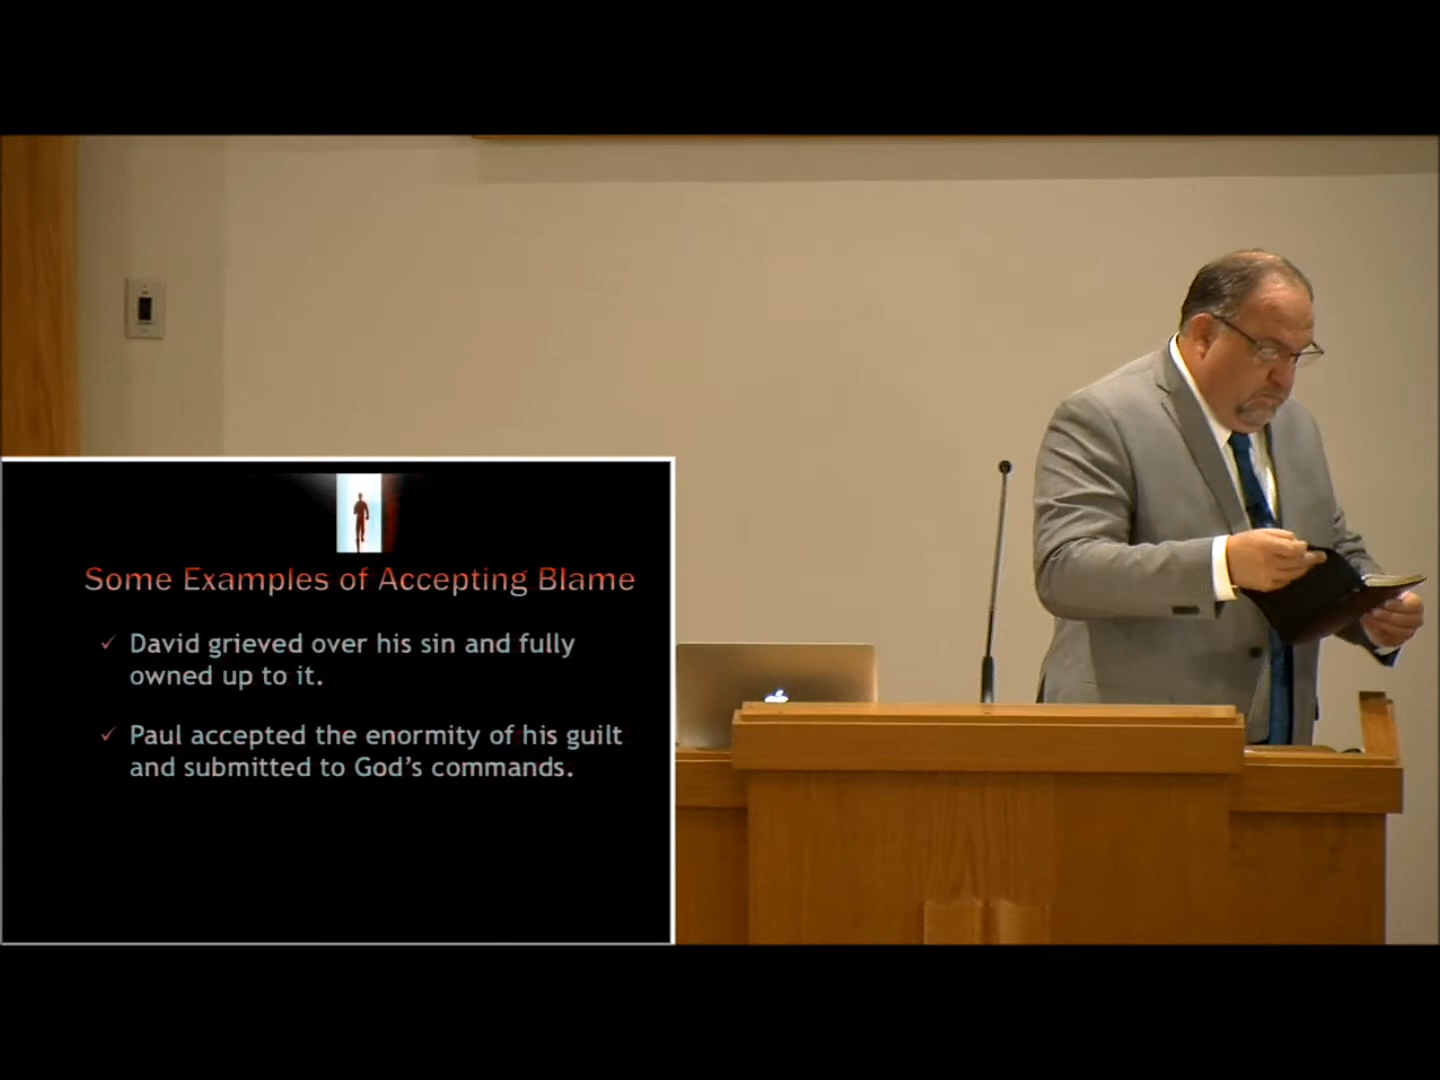 Some Examples of Accepting Blame
✓ David grieved over his sin and fully
owned up to it.
✓ Paul accepted the enormity of his guilt
and submitted to God's commands.